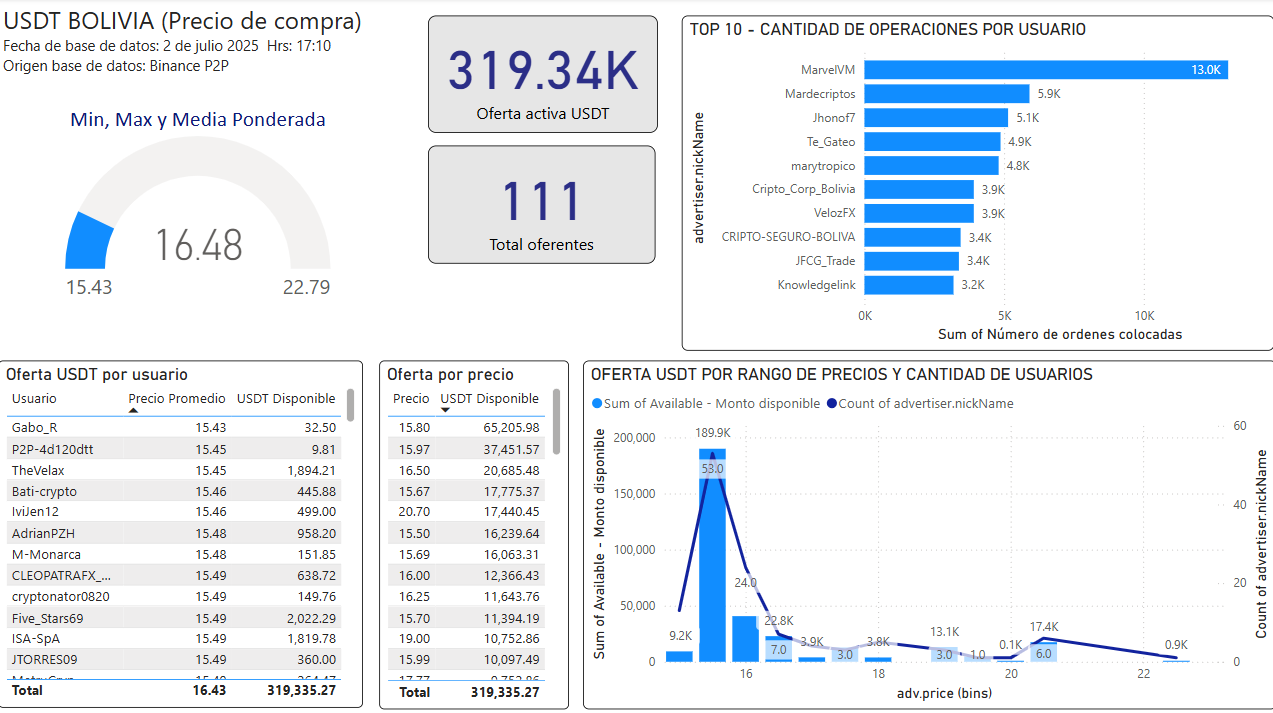 USDT BOLIVIA (Precio de compra)
Fecha de base de datos: 2 de julio 2025 Hrs: 17:10
Origen base de datos: Binance P2P
Min, Max y Media Ponderada
16.48
15.43 22.79
319.34K
Oferta activa USDT
111
Total oferentes
TOP 10 - CANTIDAD DE OPERACIONES POR USUARIO
advertiser.nickName
MarvelVM 13.0K
Mardecriptos 5.9K
Jhonof7 5.1K
Te_Gateo 4.9K
marytropico 4.8K
Cripto_Corp_Bolivia 3.9K
VelozFX 3.9K
CRIPTO-SEGURO-BOLIVA 3.4K
JFCG_Trade 3.4K
Knowledgelink 3.2K
0K 5K 10K
Sum of Número de ordenes colocadas
Oferta USDT por usuario
Usuario Precio Promedio USDT Disponible
Gabo_R 15.43 32.50
P2P-4d120dtt 15.45 9.81
TheVelax 15.45 1,894.21
Bati-crypto 15.46 445.88
IviJen12 15.46 499.00
AdrianPZH 15.48 958.20
M-Monarca 15.48 151.85
CLEOPATRAFX_... 15.49 638.72
cryptonator0820 15.49 149.76
Five_Stars69 15.49 2,022.29
ISA-SpA 15.49 1,819.78
JTORRES09 15.49 360.00
Total 16.43 319,335.27
Oferta por precio
Precio USDT Disponible
15.80 65,205.98
15.97 37,451.57
16.50 20,685.48
15.67 17,775.37
20.70 17,440.45
15.50 16,239.64
15.69 16,063.31
16.00 12,366.43
16.25 11,643.76
15.70 11,394.19
19.00 10,752.86
15.99 10,097.49
Total 319,335.27
OFERTA USDT POR RANGO DE PRECIOS Y CANTIDAD DE USUARIOS
Sum of Available - Monto disponible Count of advertiser.nickName
Sum of Available - Monto disponible
200,000
150,000
100,000
50,000
0
9.2K
189.9K
53.0
24.0
22.8K
7.0
3.9K
3.0
3.8K
13.1K
3.0
1.0
0.1K
17.4K
6.0
0.9K
60
40
20
0
Count of advertiser.nickName
16 18 20 22
adv.price (bins)